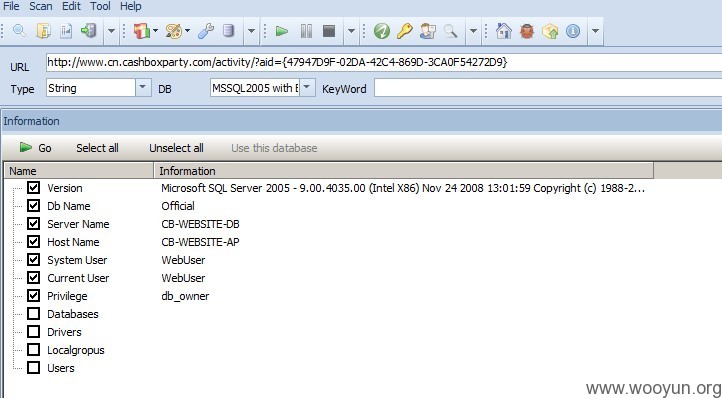 File Scan Edit Tool Help
URL http://www.cn.cashboxparty.com/activity/?aid={47947D9F-02DA-42C4-869D-3CA0F54272D9}
Type String DB MSSQL2005 with E KeyWord
Information
Go Select all Unselect all Use this database
Name Information
Version Microsoft SQL Server 2005 - 9.00.4035.00 (Intel X86) Nov 24 2008 13:01:59 Copyright (c) 1988-2...
Db Name Official
Server Name CB-WEBSITE-DB
Host Name CB-WEBSITE-AP
System User WebUser
Current User WebUser
Privilege db_owner
Databases
Drivers
Localgropus
Users
www.wooyun.org